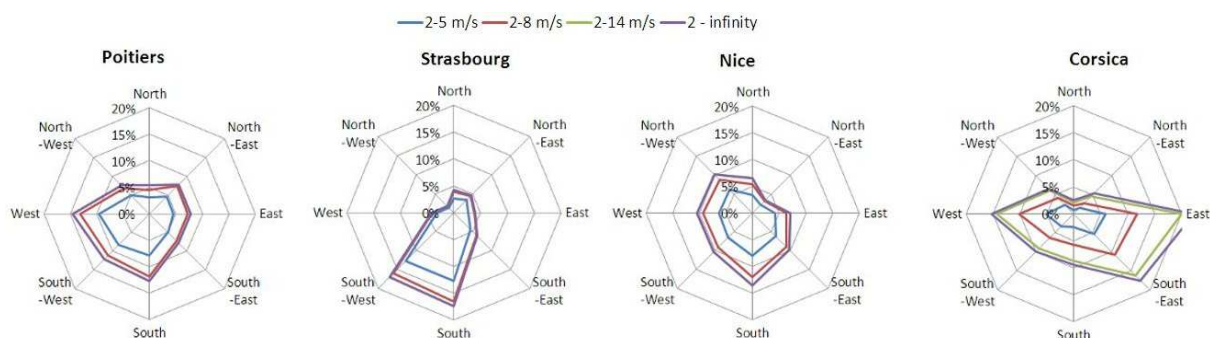 2-5 m/s 2-8 m/s 2-14 m/s 2 - infinity
Poitiers
North
20%
15%
10%
5%
0%
North
-East
East
South
-East
South
South
-West
West
North
-West
Strasbourg
North
20%
15%
10%
5%
0%
North
-East
East
South
-East
South
South
-West
West
North
-West
Nice
North
20%
15%
10%
5%
0%
North
-East
East
South
-East
South
South
-West
West
North
-West
Corsica
North
20%
15%
10%
5%
0%
North
-East
East
South
-East
South
South
-West
West
North
-West